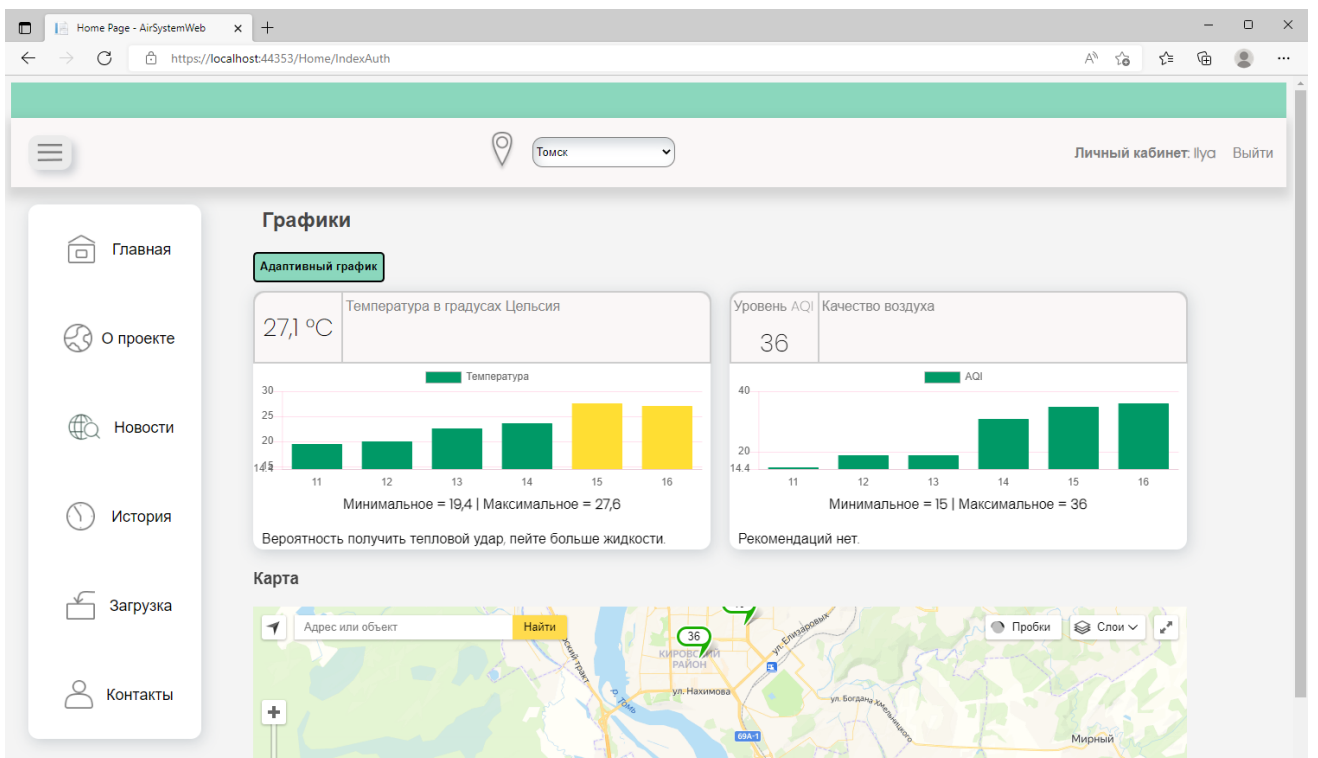 Home Page - AirSystemWeb
https://localhost:44353/Home/IndexAuth
Томск
Личный кабинет: Ilya Выйти
Главная
О проекте
Новости
История
Загрузка
Контакты
Графики
Адаптивный график
27,1 °C
Температура в градусах Цельсия
Температура
30
25
20
15
14.4
11 12 13 14 15 16
Минимальное = 19,4 | Максимальное = 27,6
Вероятность получить тепловой удар, пейте больше жидкости.
Уровень AQI
36
Качество воздуха
AQI
40
20
14.4
11 12 13 14 15 16
Минимальное = 15 | Максимальное = 36
Рекомендаций нет.
Карта
Адрес или объект
Найти
Пробки
Слои
36
КИРОВСКИЙ
РАЙОН
ул. Елизаровых
ул. Нахимова
р. Томь
ул. Богдана Хмельницкого
69А-1
Мирный